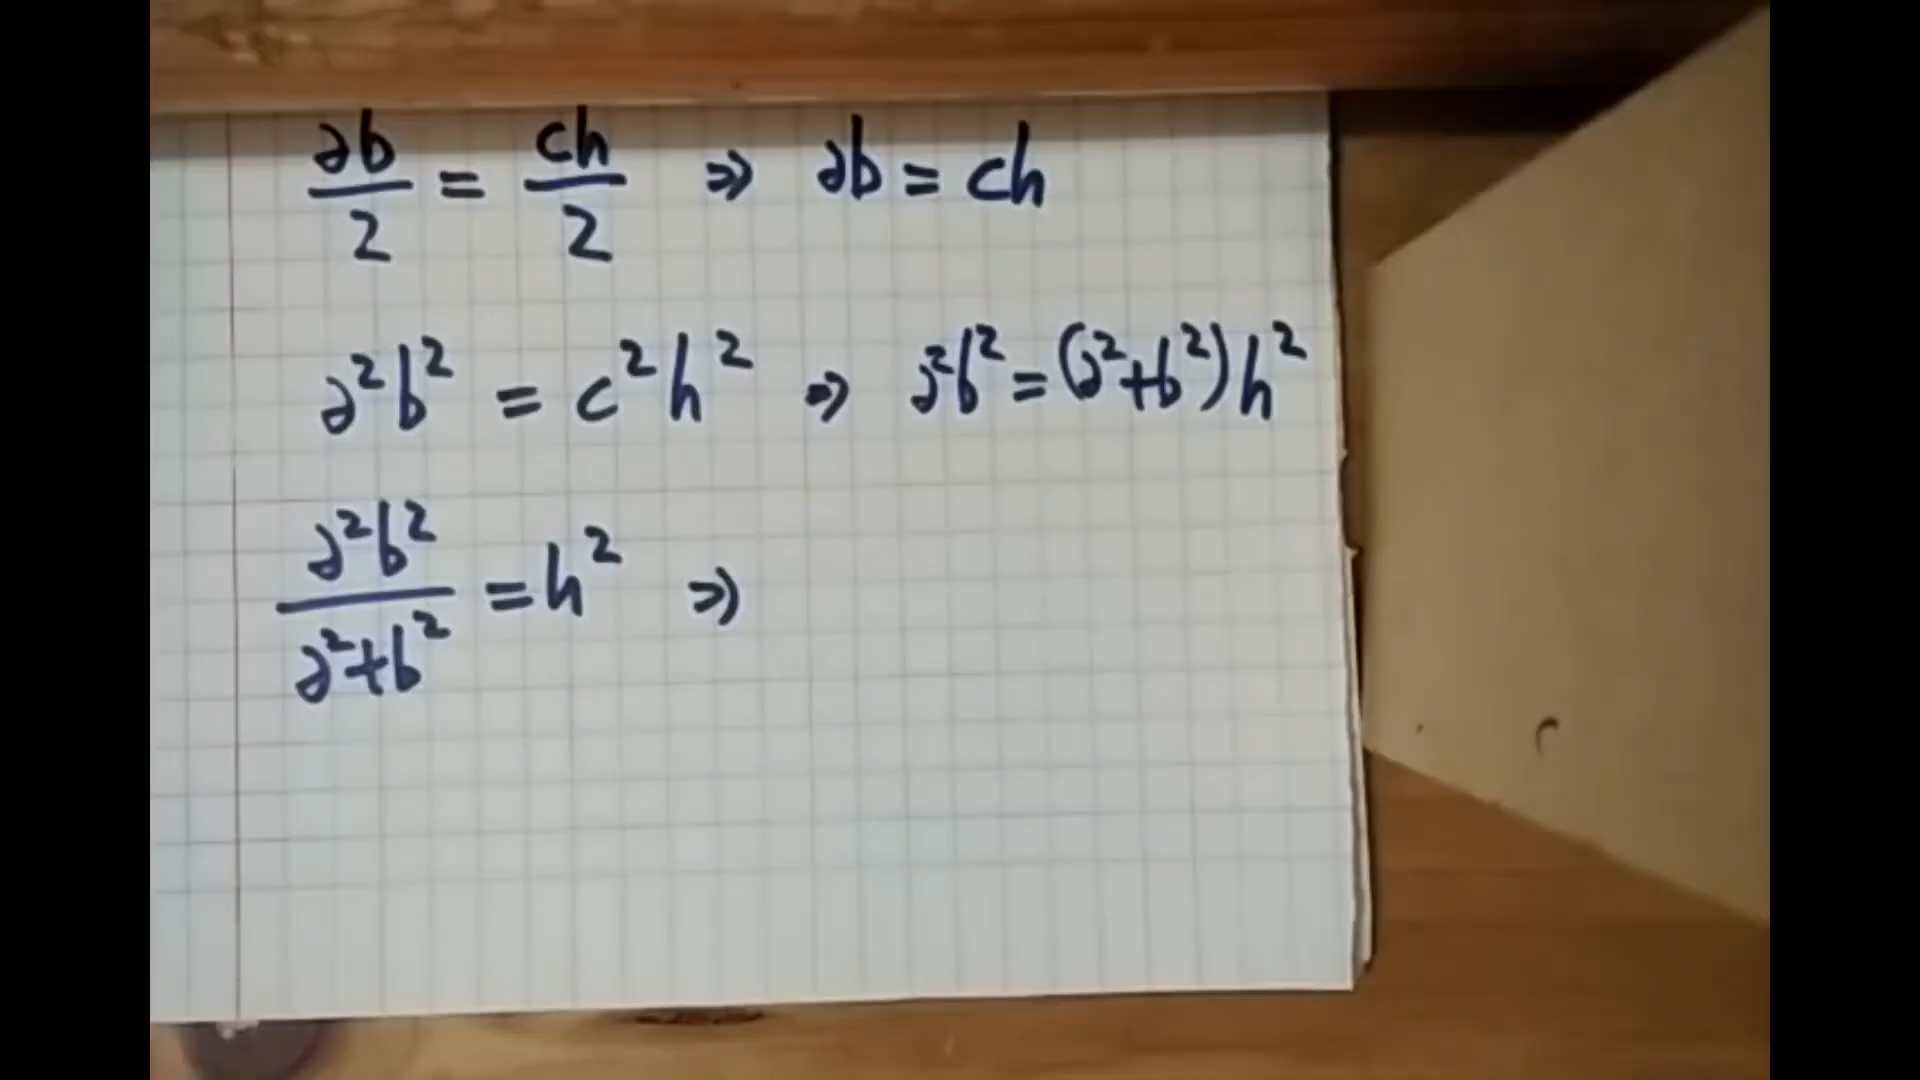 ab/2 = ch/2 ⇒ ab = ch
a²b² = c²h² ⇒ a²b² = (a²+b²)h²
a²b²/a²+b² = h² ⇒